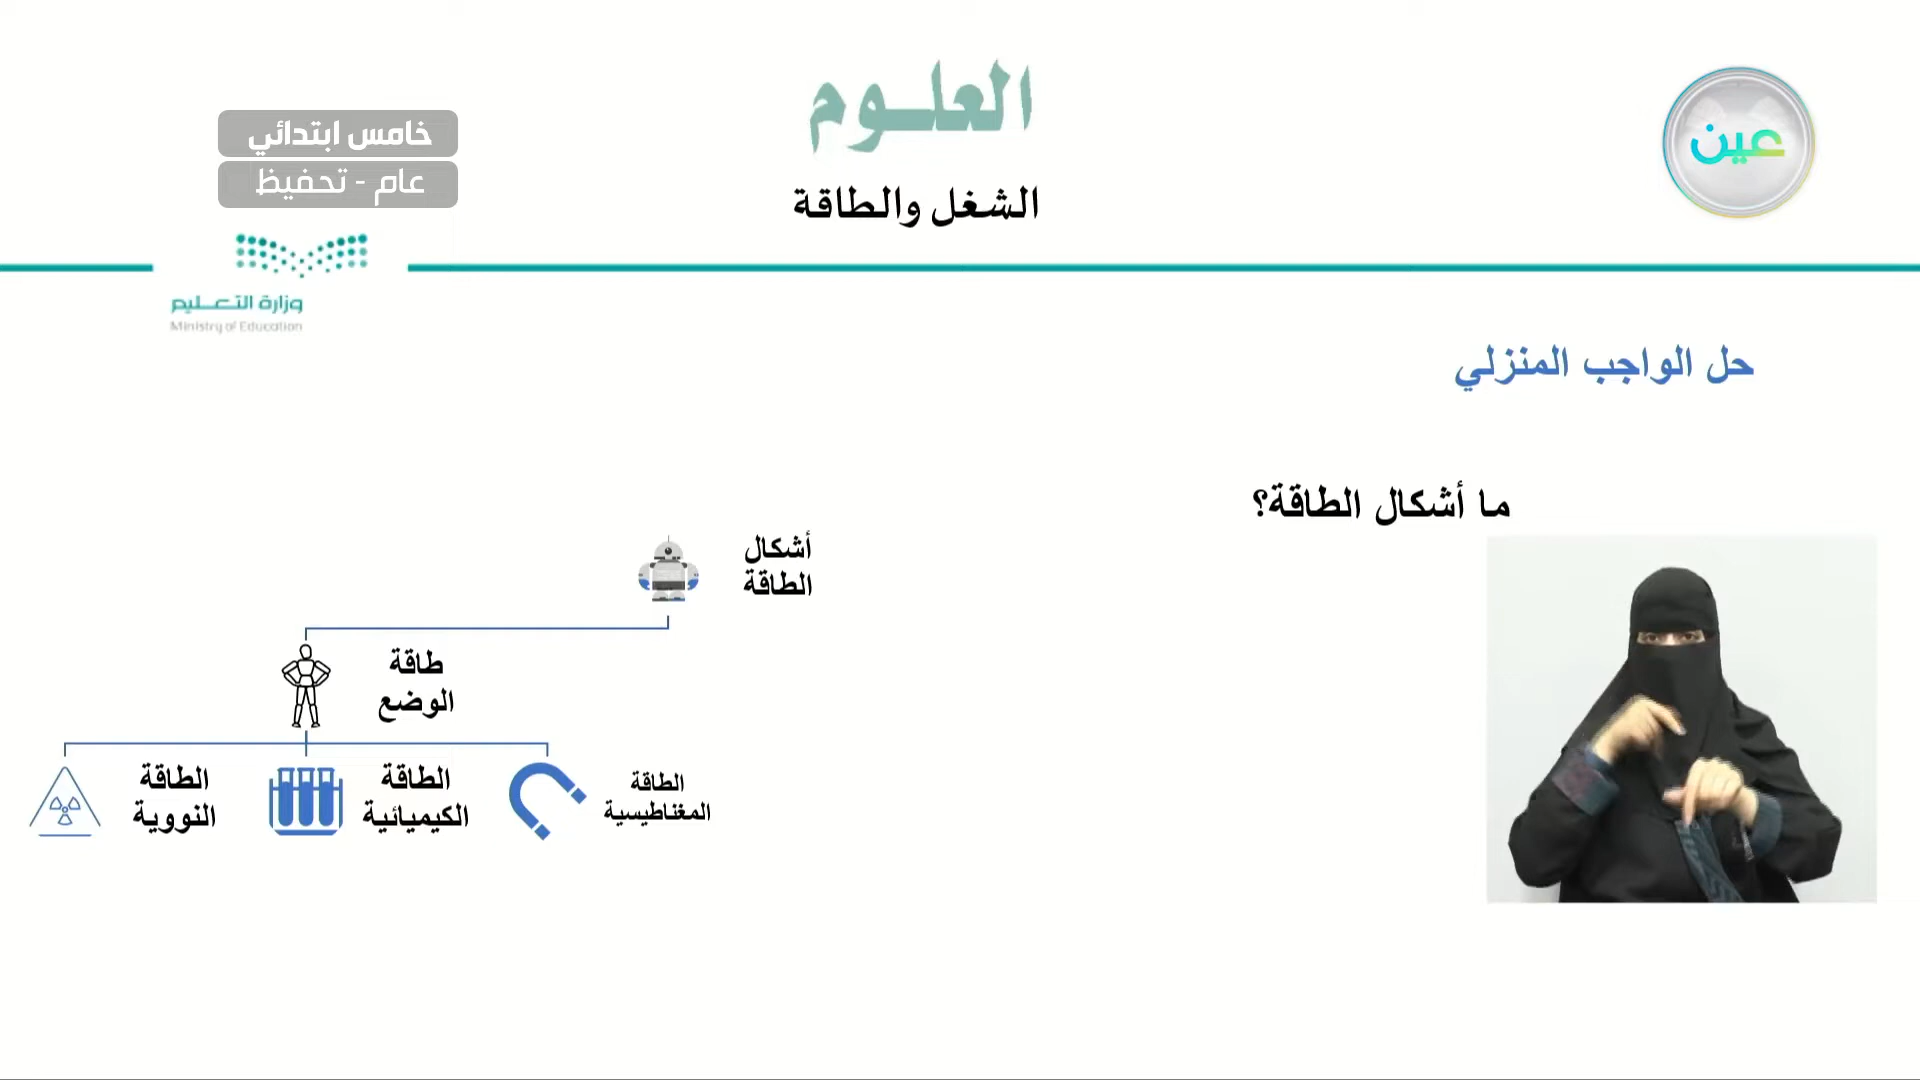 العلوم
الشغل والطاقة
عين
خامس ابتدائي
عام - تحفيظ
وزارة التعليم
Ministry of Education
حل الواجب المنزلي
ما أشكال الطاقة؟
أشكال
الطاقة
طاقة
الوضع
الطاقة
المغناطيسية
الطاقة
الكيميائية
الطاقة
النووية